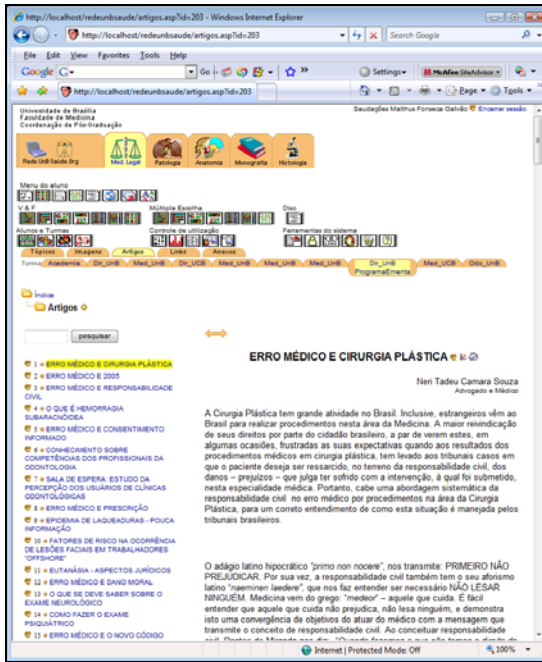 http://localhost/redeunbsaude/artigos.asp?id=203 - Windows Internet Explorer
http://localhost/redeunbsaude/artigos.asp?id=203
Search Google
File Edit View Favorites Tools Help
Google G Go Settings McAfee SiteAdvisor
http://localhost/redeunbsaude/artigos.asp?id=203 Page Tools
Universidade de Brasília
Faculdade de Medicina
Coordenação de Pós-Graduação
Saudações Malthus Fonseca Galvão Encerrar sessão
Rede UnB Saúde.Org Med. Legal Patologia Anatomia Monografia Histologia
Menu do aluno
V & F Múltipla Escolha Disc.
Alunos e Turmas Controle de utilização Ferramentas do sistema
Tópicos Imagens Artigos Links Anexos
Turma: Academia Dir_UnB Med_UnB Dir_UCB Med_UnB Med_UnB Dir_UnB Med_UCB Odo_UnB
ProgramaEmenta
Índice
Artigos
pesquisar
1 ERRO MÉDICO E CIRURGIA PLÁSTICA
2 ERRO MÉDICO E 2005
3 ERRO MÉDICO E RESPONSABILIDADE
CIVIL
4 O QUE É HEMORRAGIA
SUBARACNÓIDEA
5 ERRO MÉDICO E CONSENTIMENTO
INFORMADO
6 CONHECIMENTO SOBRE
COMPETÊNCIAS DOS PROFISSIONAIS DA
ODONTOLOGIA
7 SALA DE ESPERA: ESTUDO DA
PERCEPÇÃO DOS USUÁRIOS DE CLÍNICAS
ODONTOLÓGICAS
8 ERRO MÉDICO E PRESCRIÇÃO
9 EPIDEMIA DE LAQUEADURAS - POUCA
INFORMAÇÃO
10 FATORES DE RISCO NA OCORRÊNCIA
DE LESÕES FACIAIS EM TRABALHADORES
"OFFSHORE"
11 EUTANÁSIA - ASPECTOS JURÍDICOS
12 ERRO MÉDICO E DANO MORAL
13 O QUE SE DEVE SABER SOBRE O
EXAME NEUROLÓGICO
14 COMO FAZER O EXAME
PSIQUIÁTRICO
15 ERRO MÉDICO E O NOVO CÓDIGO
ERRO MÉDICO E CIRURGIA PLÁSTICA
Neri Tadeu Camara Souza
Advogado e Médico
A Cirurgia Plástica tem grande atividade no Brasil. Inclusive, estrangeiros vêm ao
Brasil para realizar procedimentos nesta área da Medicina. A maior reivindicação
de seus direitos por parte do cidadão brasileiro, a par de verem estes, em
algumas ocasiões, frustradas as suas expectativas quando aos resultados dos
procedimentos médicos em cirurgia plástica, tem levado aos tribunais casos em
que o paciente deseja ser ressarcido, no terreno da responsabilidade civil, dos
danos – prejuízos – que julga ter sofrido com a intervenção, à qual foi submetido,
nesta especialidade médica. Portanto, cabe uma abordagem sistemática da
responsabilidade civil no erro médico por procedimentos na área da Cirurgia
Plástica, para um correto entendimento de como esta situação é manejada pelos
tribunais brasileiros.
O adágio latino hipocrático "primo non nocere", nos transmite: PRIMEIRO NÃO
PREJUDICAR. Por sua vez, a responsabilidade civil também tem o seu aforismo
latino "naeminen laedere", que nos faz entender ser necessário NÃO LESAR
NINGUÉM. Medicina vem do grego: "medeor" – aquele que cuida. É fácil
entender que aquele que cuida não prejudica, não lesa ninguém, e demonstra
isto uma convergência de objetivos do atuar do médico com a mensagem que
transmite o conceito de responsabilidade civil. Ao conceituar responsabilidade
Internet | Protected Mode: Off 100%